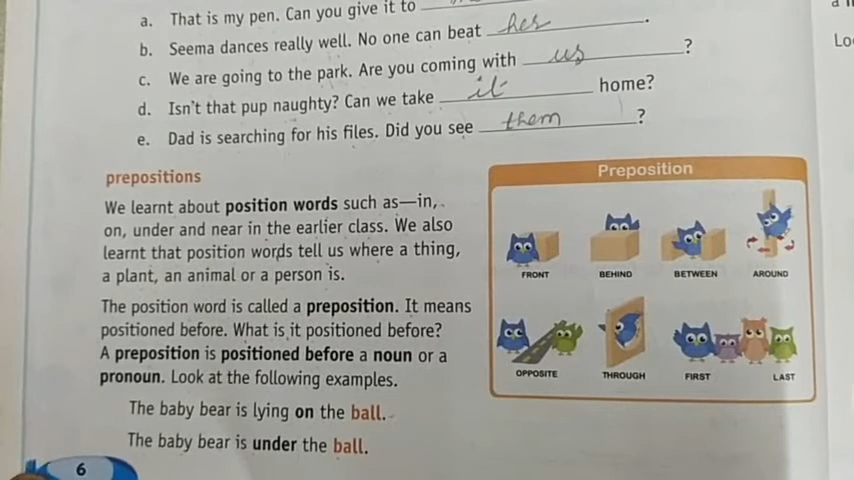 a. That is my pen. Can you give it to
b. Seema dances really well. No one can beat her.
c. We are going to the park. Are you coming with us ?
d. Isn't that pup naughty? Can we take it home?
e. Dad is searching for his files. Did you see them ?
prepositions
We learnt about position words such as—in,
on, under and near in the earlier class. We also
learnt that position words tell us where a thing,
a plant, an animal or a person is.
The position word is called a preposition. It means
positioned before. What is it positioned before?
A preposition is positioned before a noun or a
pronoun. Look at the following examples.
The baby bear is lying on the ball.
The baby bear is under the ball.
6
Preposition
FRONT BEHIND BETWEEN AROUND
OPPOSITE THROUGH FIRST LAST